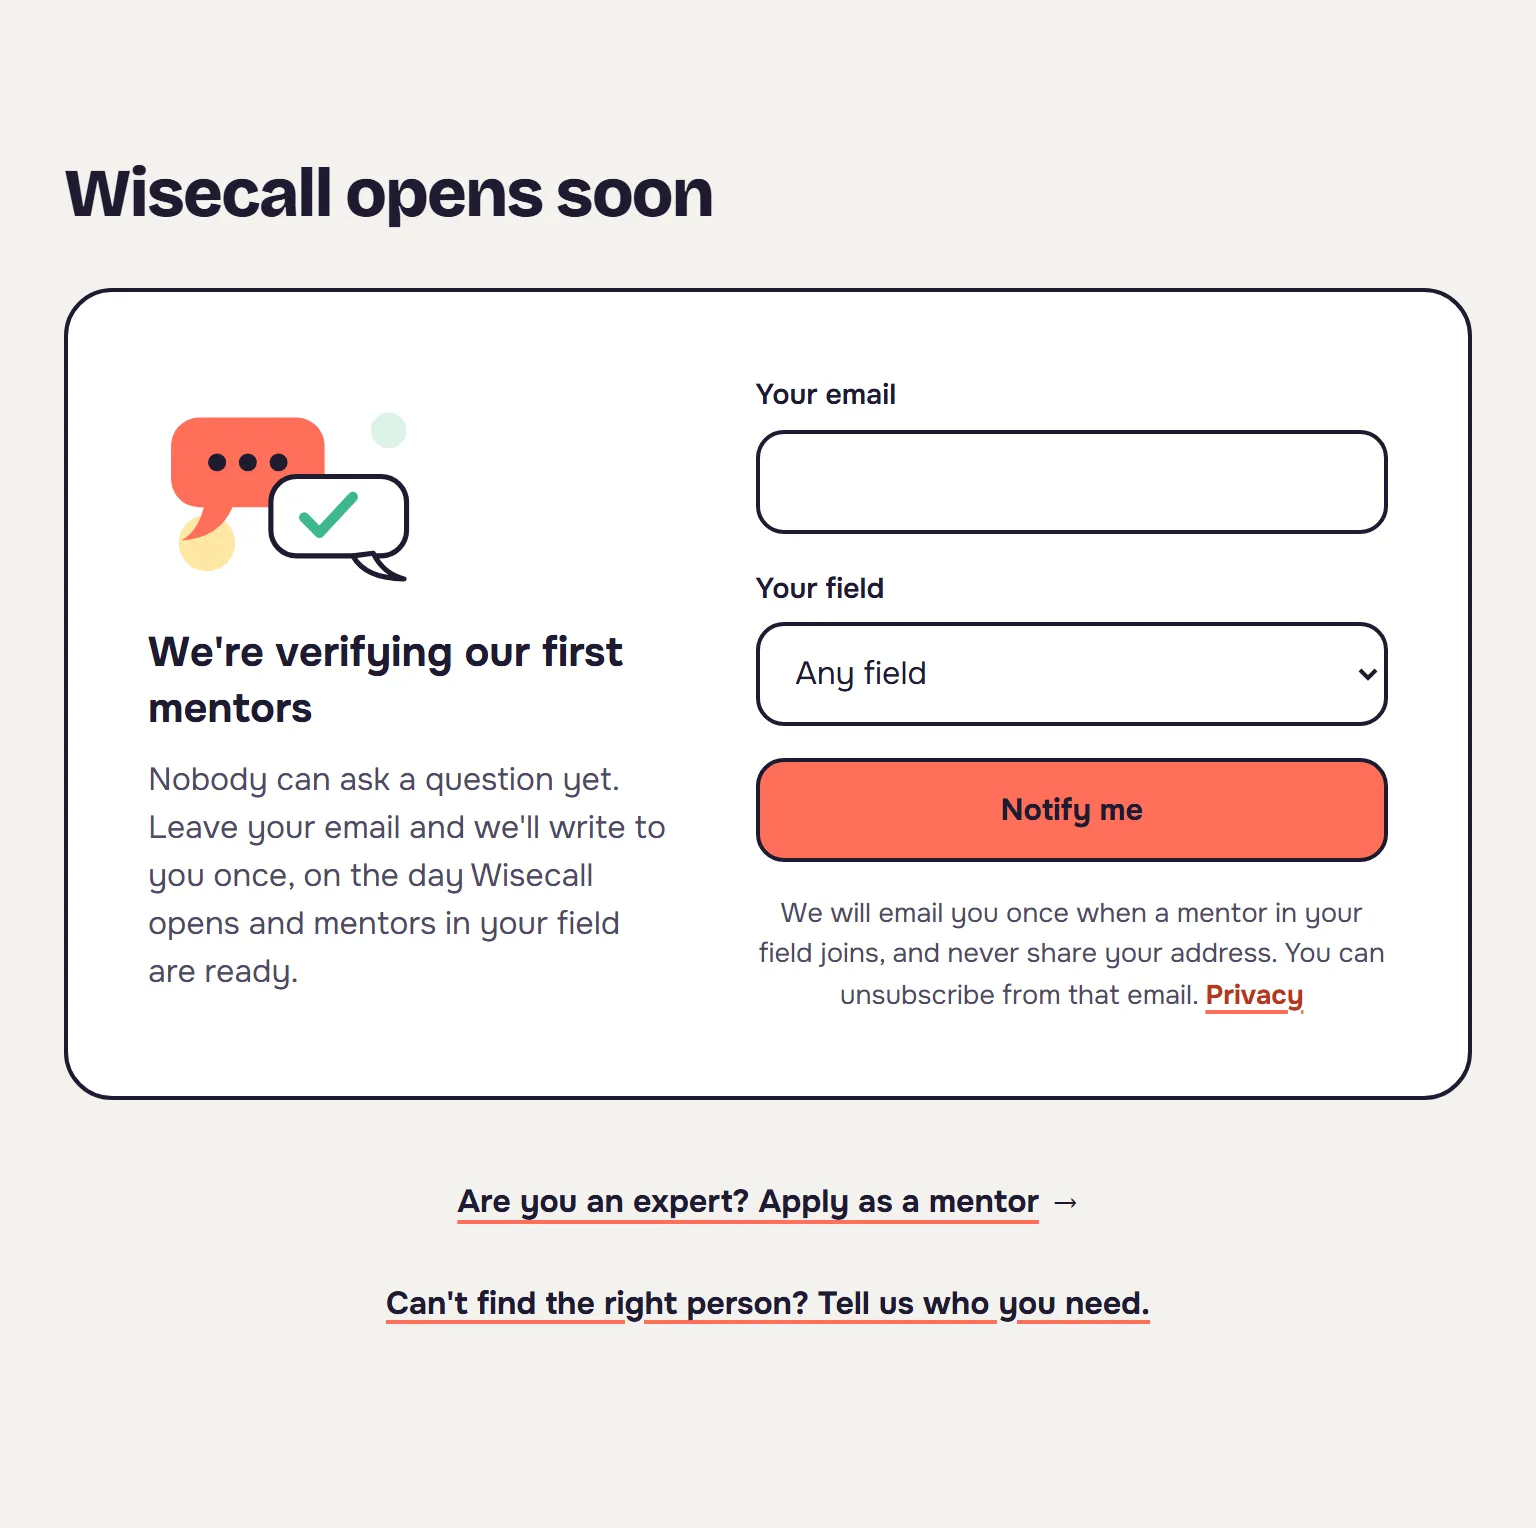 Wisecall opens soon
We're verifying our first
mentors
Nobody can ask a question yet.
Leave your email and we'll write to
you once, on the day Wisecall
opens and mentors in your field
are ready.
Your email
Your field
Any field
Notify me
We will email you once when a mentor in your
field joins, and never share your address. You can
unsubscribe from that email. Privacy
Are you an expert? Apply as a mentor →
Can't find the right person? Tell us who you need.